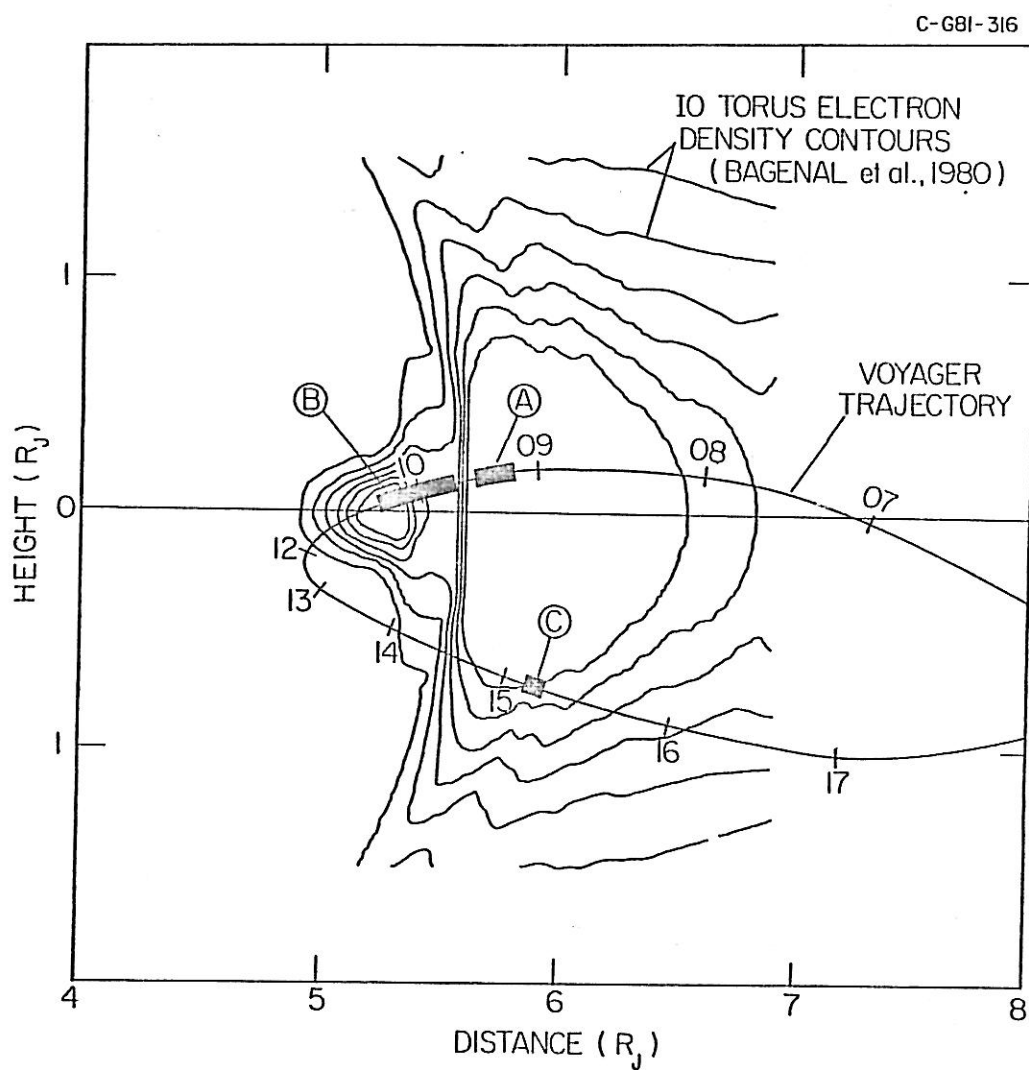 C-G81-316
IO TORUS ELECTRON
DENSITY CONTOURS
(BAGENAL et al., 1980)
1
VOYAGER
TRAJECTORY
B
A
10
09
08
07
0
HEIGHT (RJ)
12
13
14
C
15
16
17
1
4
5
6
7
8
DISTANCE (RJ)